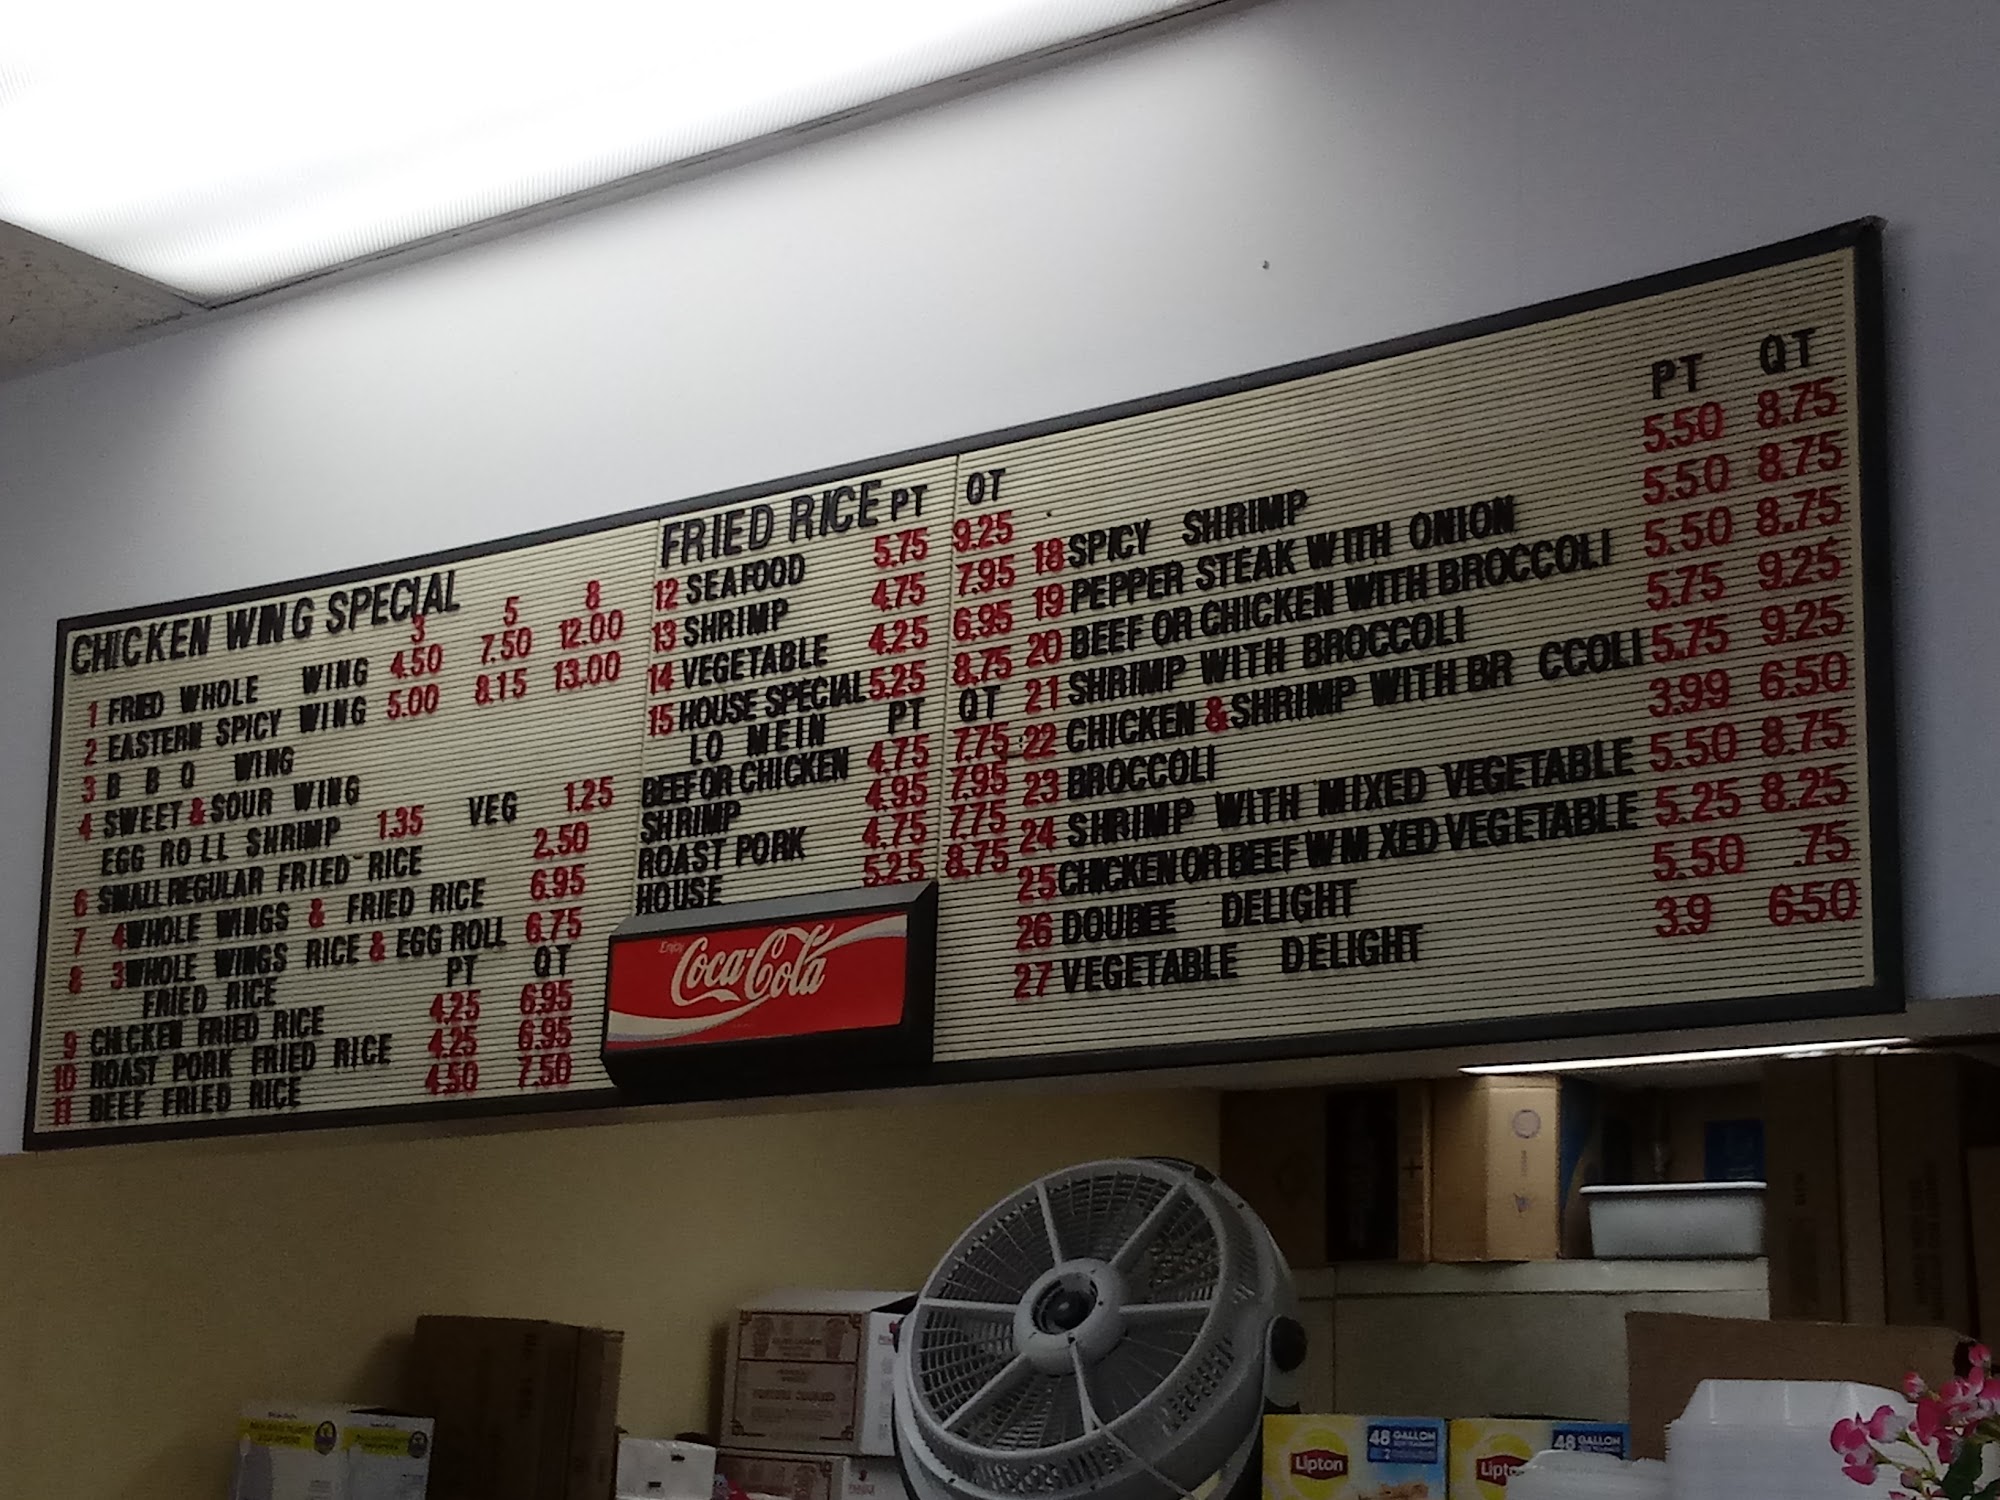 CHICKEN WING SPECIAL
3 5 8
1 FRIED WHOLE WING 4.50 7.50 12.00
2 EASTERN SPICY WING 5.00 8.15 13.00
3 B B Q WING
4 SWEET & SOUR WING
EGG RO LL SHRIMP 1.35 VEG 1.25
6 SMALL REGULAR FRIED RICE 2.50
7 4WHOLE WINGS & FRIED RICE 6.95
8 3WHOLE WINGS RICE & EGG ROLL 6.75
FRIED RICE PT QT
9 CHICKEN FRIED RICE 4.25 6.95
10 ROAST PORK FRIED RICE 4.25 6.95
11 BEEF FRIED RICE 4.50 7.50
FRIED RICE PT QT
12 SEAFOOD 5.75 9.25
13 SHRIMP 4.75 7.95
14 VEGETABLE 4.25 6.95
15 HOUSE SPECIAL 5.25 8.75
LO MEIN PT QT
BEEF OR CHICKEN 4.75 7.75
SHRIMP 4.95 7.95
ROAST PORK 4.75 7.75
HOUSE 5.25 8.75
Enjoy
Coca-Cola
PT QT
18 SPICY SHRIMP 5.50 8.75
19 PEPPER STEAK WITH ONION 5.50 8.75
20 BEEF OR CHICKEN WITH BROCCOLI 5.50 8.75
21 SHRIMP WITH BROCCOLI 5.75 9.25
22 CHICKEN & SHRIMP WITH BR CCOLI 5.75 9.25
23 BROCCOLI 3.99 6.50
24 SHRIMP WITH MIXED VEGETABLE 5.50 8.75
25 CHICKEN OR BEEF W M XED VEGETABLE 5.25 8.25
26 DOUBEE DELIGHT 5.50 .75
27 VEGETABLE DELIGHT 3.9 6.50
Lipton
48 GALLON
Lipto
48 GALLON